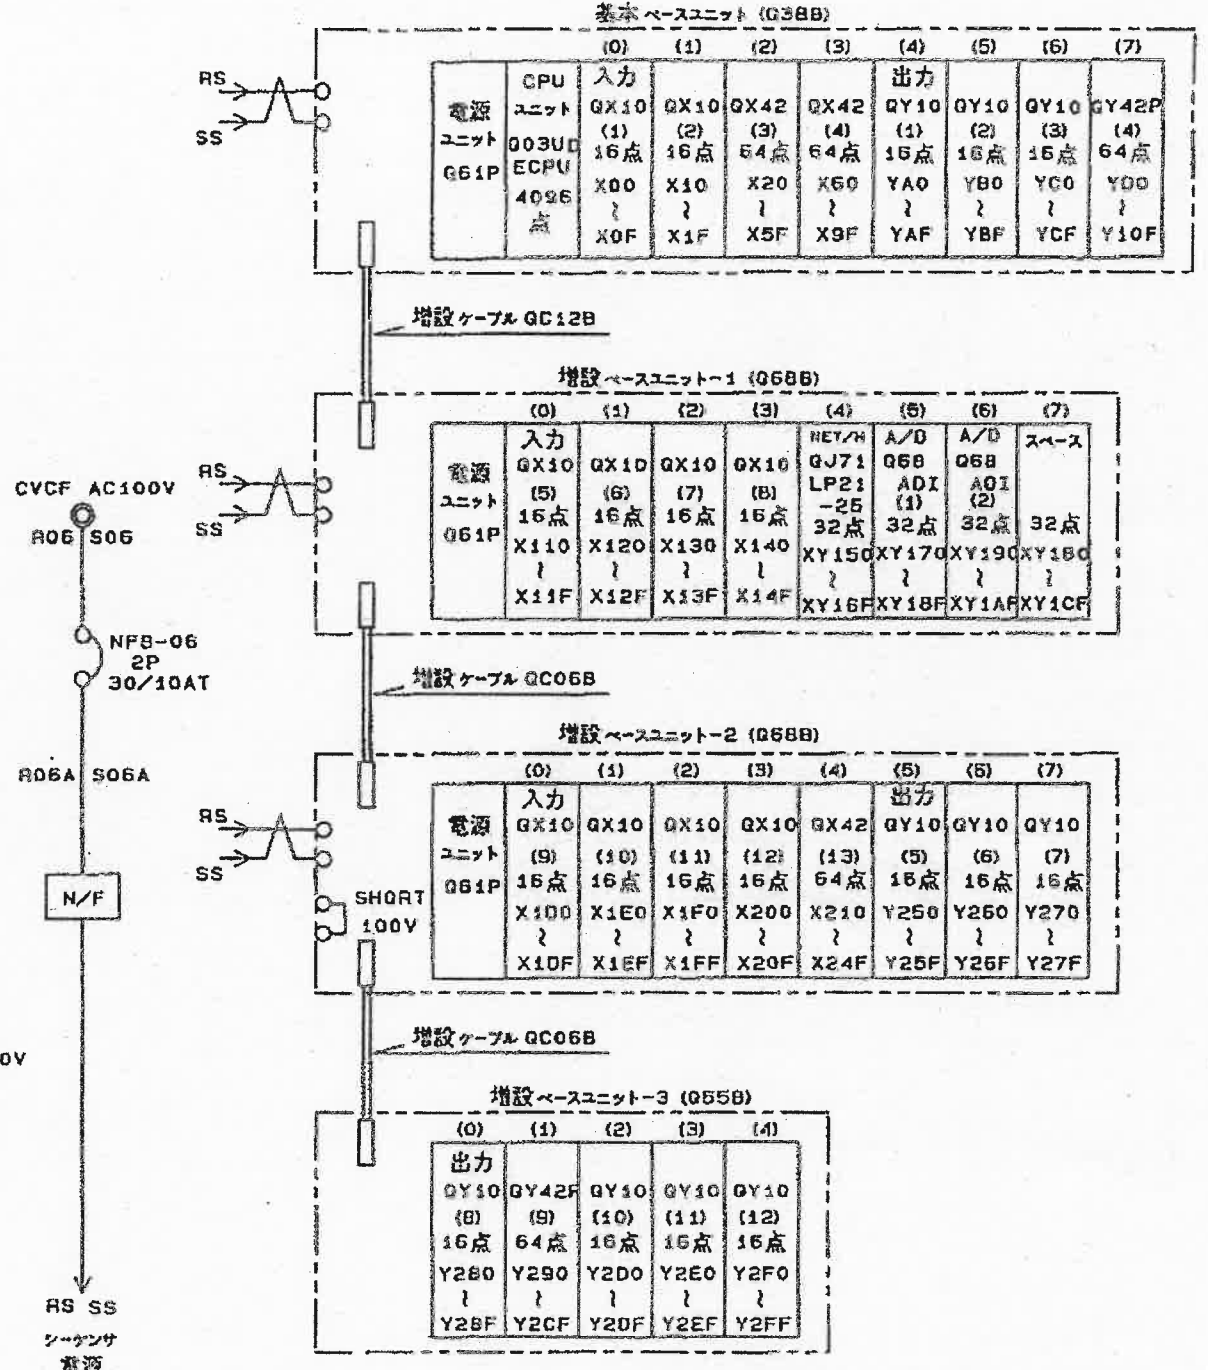 基本ベースユニット (Q38B)
(0) (1) (2) (3) (4) (5) (6) (7)
電源
ユニット
Q61P
CPU
ユニット
Q03UD
ECPU
4096
点
入力
QX10
(1)
16点
X00
~
X0F
QX10
(2)
16点
X10
~
X1F
QX42
(3)
64点
X20
~
X5F
QX42
(4)
64点
X60
~
X9F
出力
QY10
(1)
16点
YA0
~
YAF
QY10
(2)
16点
YB0
~
YBF
QY10
(3)
16点
YC0
~
YCF
QY42P
(4)
64点
YD0
~
Y10F
RS
SS
増設ケーブル QC12B
増設ベースユニット-1 (Q68B)
(0) (1) (2) (3) (4) (5) (6) (7)
電源
ユニット
Q61P
入力
QX10
(5)
16点
X110
~
X11F
QX10
(6)
16点
X120
~
X12F
QX10
(7)
16点
X130
~
X13F
QX10
(8)
16点
X140
~
X14F
NET/H
QJ71
LP21
-25
32点
XY150
~
XY16F
A/D
Q68
ADI
(1)
32点
XY170
~
XY18F
A/D
Q68
ADI
(2)
32点
XY190
~
XY1AF
スペース
32点
XY1B0
~
XY1CF
RS
SS
CVCF AC100V
R06 S06
NFB-06
2P
30/10AT
R06A S06A
N/F
0V
RS SS
シーケンサ
電源
増設ケーブル QC06B
増設ベースユニット-2 (Q68B)
(0) (1) (2) (3) (4) (5) (6) (7)
電源
ユニット
Q61P
入力
QX10
(9)
16点
X1D0
~
X1DF
QX10
(10)
16点
X1E0
~
X1EF
QX10
(11)
16点
X1F0
~
X1FF
QX10
(12)
16点
X200
~
X20F
QX42
(13)
64点
X210
~
X24F
出力
QY10
(5)
16点
Y250
~
Y25F
QY10
(6)
16点
Y260
~
Y26F
QY10
(7)
16点
Y270
~
Y27F
RS
SS
SHORT
100V
増設ケーブル QC06B
増設ベースユニット-3 (Q55B)
(0) (1) (2) (3) (4)
出力
QY10
(8)
16点
Y280
~
Y28F
QY42P
(9)
64点
Y290
~
Y2CF
QY10
(10)
16点
Y2D0
~
Y2DF
QY10
(11)
16点
Y2E0
~
Y2EF
QY10
(12)
16点
Y2F0
~
Y2FF